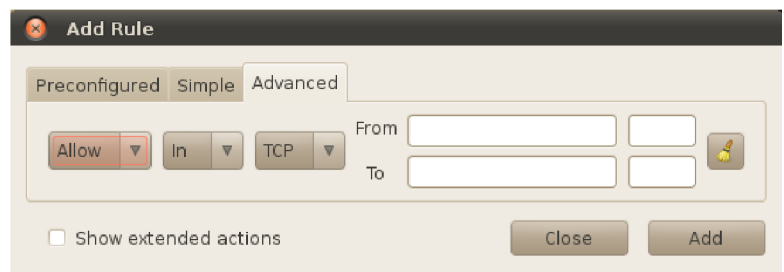 Add Rule
Preconfigured Simple Advanced
Allow In TCP From
To
Show extended actions Close Add